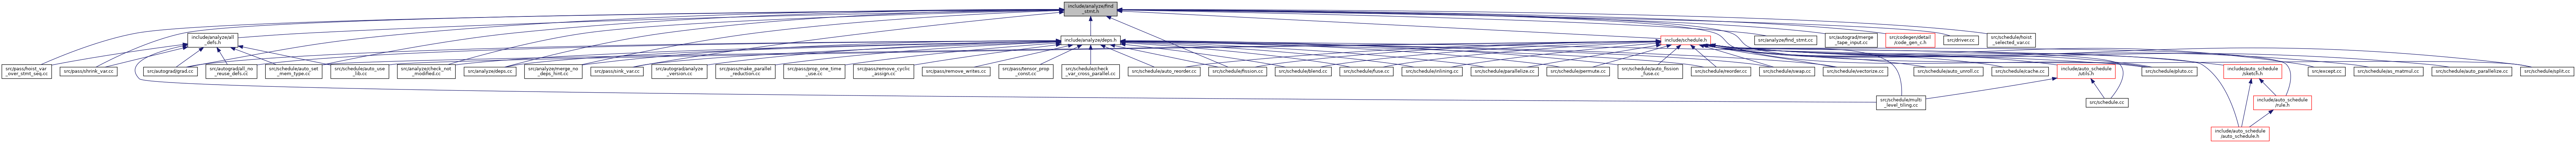 include/analyze/find
_stmt.h
include/analyze/all
_defs.h
include/analyze/deps.h
include/schedule.h
src/analyze/find_stmt.cc
src/autograd/merge
_tape_input.cc
src/codegen/detail
/code_gen_c.h
src/driver.cc
src/schedule/hoist
_selected_var.cc
src/pass/hoist_var
_over_stmt_seq.cc
src/pass/shrink_var.cc
src/autograd/grad.cc
src/autograd/all_no
_reuse_defs.cc
src/schedule/auto_set
_mem_type.cc
src/schedule/auto_use
_lib.cc
src/analyze/check_not
_modified.cc
src/analyze/deps.cc
src/analyze/merge_no
_deps_hint.cc
src/pass/sink_var.cc
src/autograd/analyze
_version.cc
src/pass/make_parallel
_reduction.cc
src/pass/prop_one_time
_use.cc
src/pass/remove_cyclic
_assign.cc
src/pass/remove_writes.cc
src/pass/tensor_prop
_const.cc
src/schedule/check
_var_cross_parallel.cc
src/schedule/auto_reorder.cc
src/schedule/fission.cc
src/schedule/blend.cc
src/schedule/fuse.cc
src/schedule/inlining.cc
src/schedule/parallelize.cc
src/schedule/permute.cc
src/schedule/auto_fission
_fuse.cc
src/schedule/reorder.cc
src/schedule/swap.cc
src/schedule/vectorize.cc
src/schedule/auto_unroll.cc
src/schedule/cache.cc
include/auto_schedule
/utils.h
src/schedule/pluto.cc
include/auto_schedule
/sketch.h
src/except.cc
src/schedule/as_matmul.cc
src/schedule/auto_parallelize.cc
src/schedule/split.cc
src/schedule/multi
_level_tiling.cc
src/schedule.cc
include/auto_schedule
/rule.h
include/auto_schedule
/auto_schedule.h